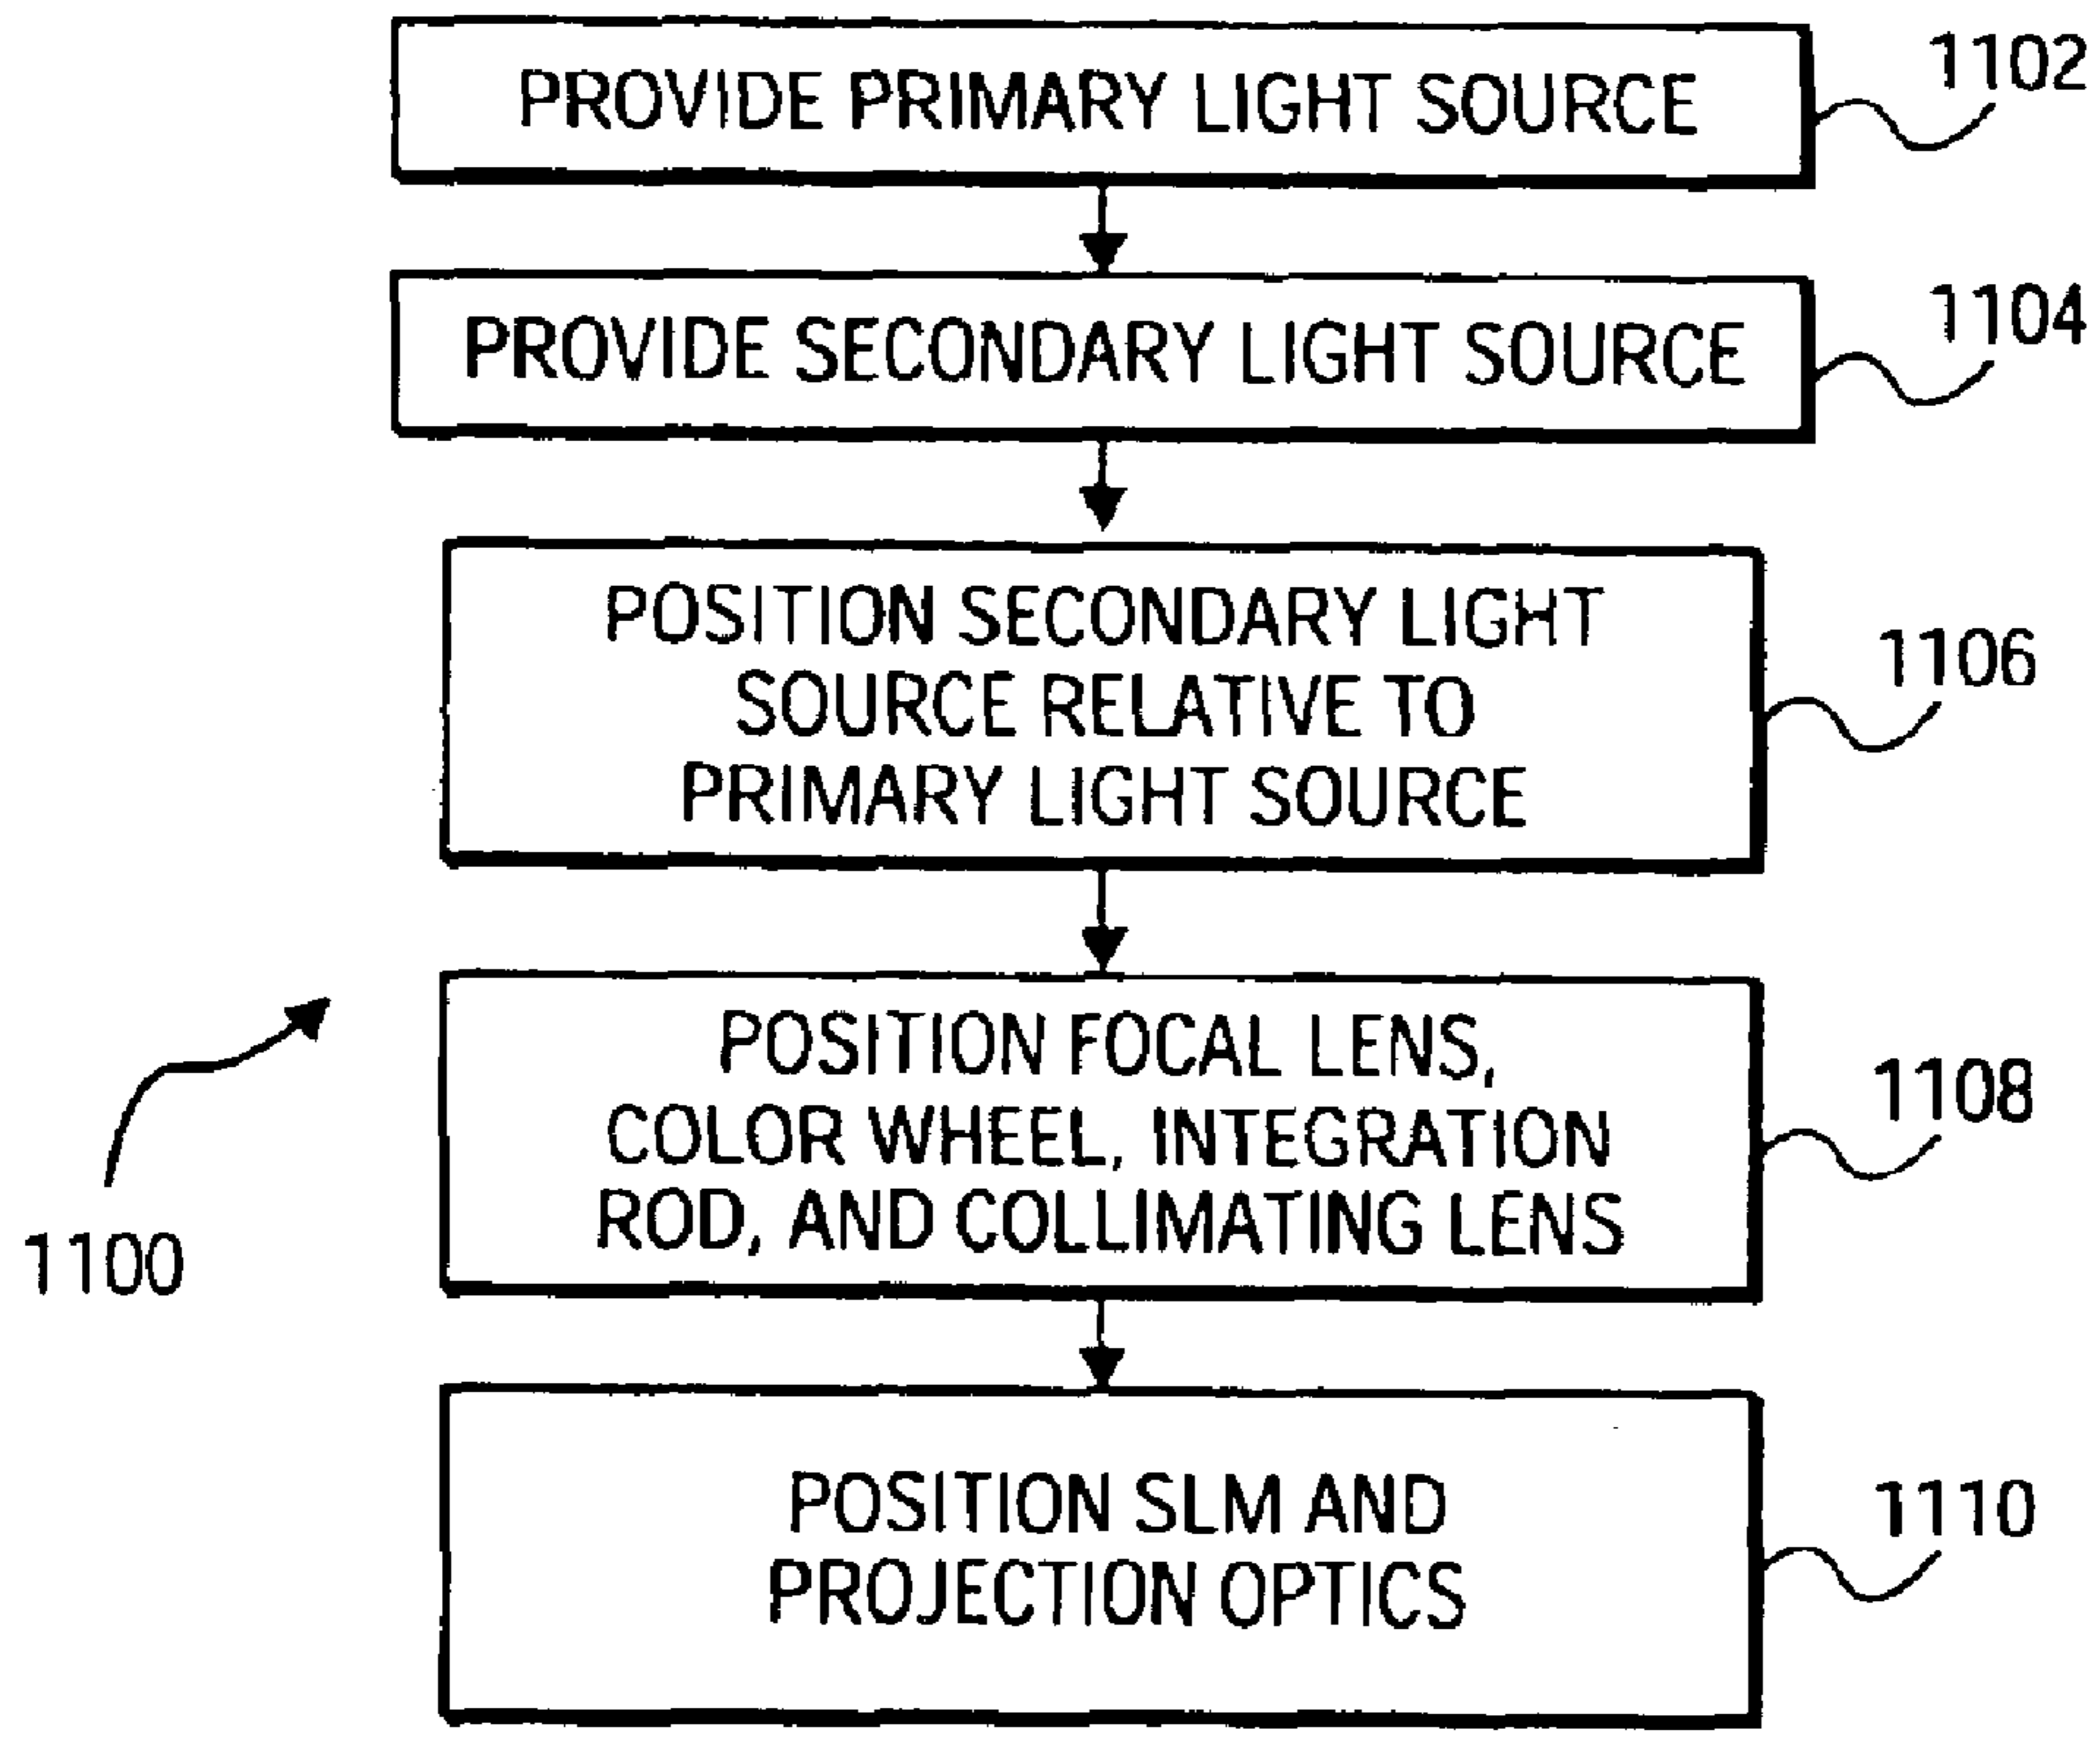 PROVIDE PRIMARY LIGHT SOURCE
1102
PROVIDE SECONDARY LIGHT SOURCE
1104
POSITION SECONDARY LIGHT
SOURCE RELATIVE TO
PRIMARY LIGHT SOURCE
1106
POSITION FOCAL LENS,
COLOR WHEEL, INTEGRATION
ROD, AND COLLIMATING LENS
1108
1100
POSITION SLM AND
PROJECTION OPTICS
1110